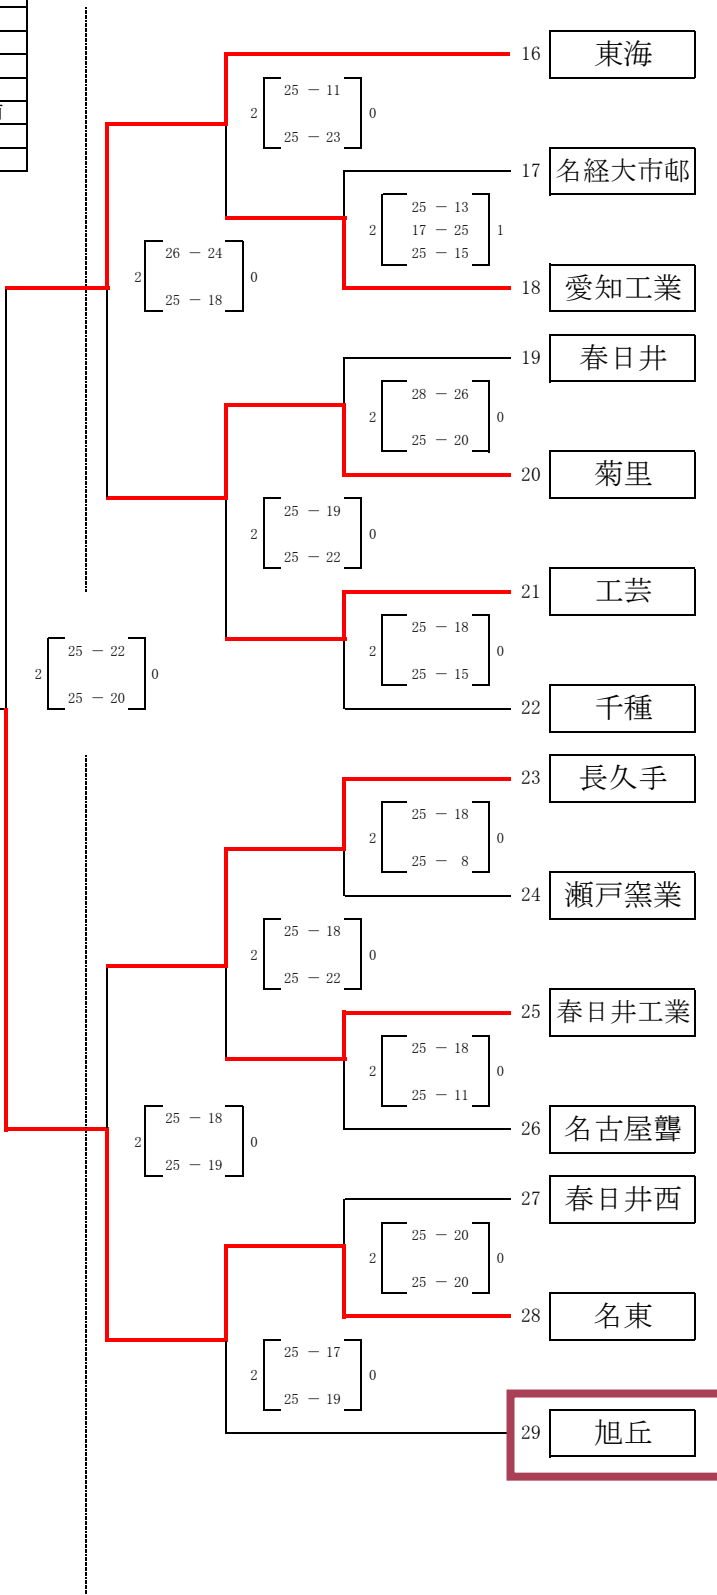 16 東海
25 － 11
2 0
25 － 23
17 名経大市邨
25 － 13
2 17 － 25 1
25 － 15
26 － 24
2 0
25 － 18
18 愛知工業
19 春日井
28 － 26
2 0
25 － 20
20 菊里
25 － 19
2 0
25 － 22
21 工芸
25 － 18
2 0
25 － 15
25 － 22
2 0
25 － 20
22 千種
23 長久手
25 － 18
2 0
25 － 8
24 瀬戸窯業
25 － 18
2 0
25 － 22
25 春日井工業
25 － 18
2 0
25 － 11
25 － 18
2 0
25 － 19
26 名古屋聾
27 春日井西
25 － 20
2 0
25 － 20
28 名東
25 － 17
2 0
25 － 19
29 旭丘